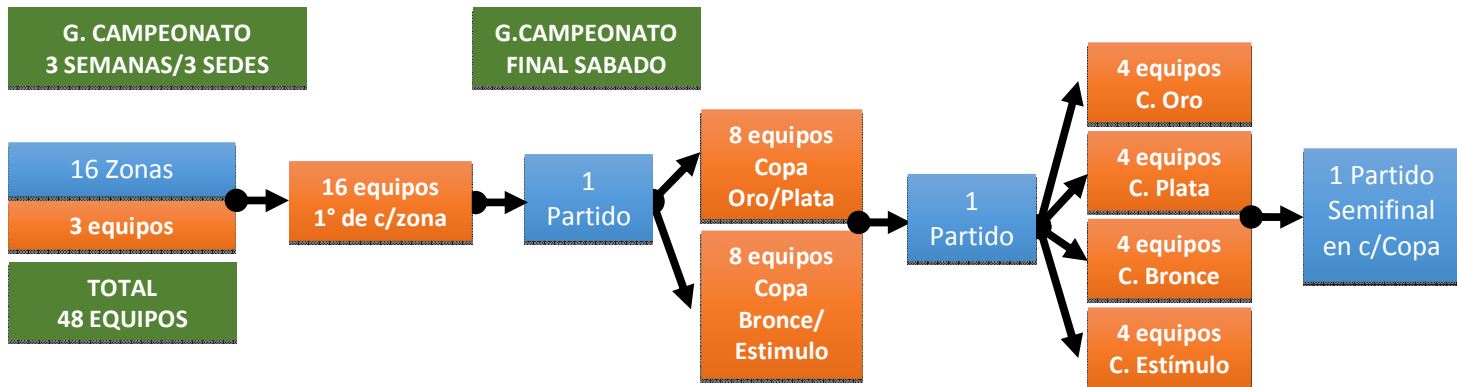 G. CAMPEONATO
3 SEMANAS/3 SEDES
G.CAMPEONATO
FINAL SABADO
16 Zonas
3 equipos
TOTAL
48 EQUIPOS
16 equipos
1° de c/zona
1
Partido
8 equipos
Copa
Oro/Plata
8 equipos
Copa
Bronce/
Estimulo
1
Partido
4 equipos
C. Oro
4 equipos
C. Plata
4 equipos
C. Bronce
4 equipos
C. Estímulo
1 Partido
Semifinal
en c/Copa